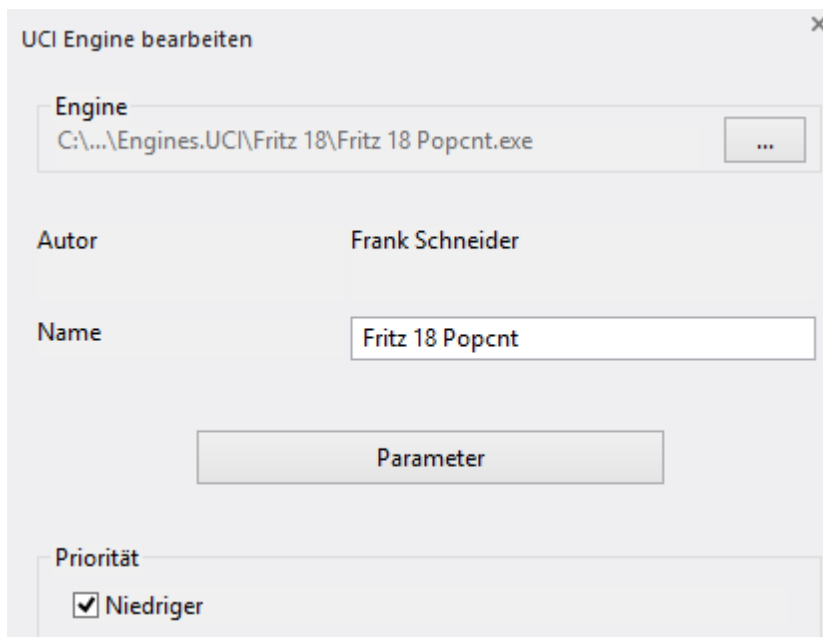 UCI Engine bearbeiten
Engine
C:\...\Engines.UCI\Fritz 18\Fritz 18 Popcnt.exe
...
Autor Frank Schneider
Name Fritz 18 Popcnt
Parameter
Priorität
Niedriger